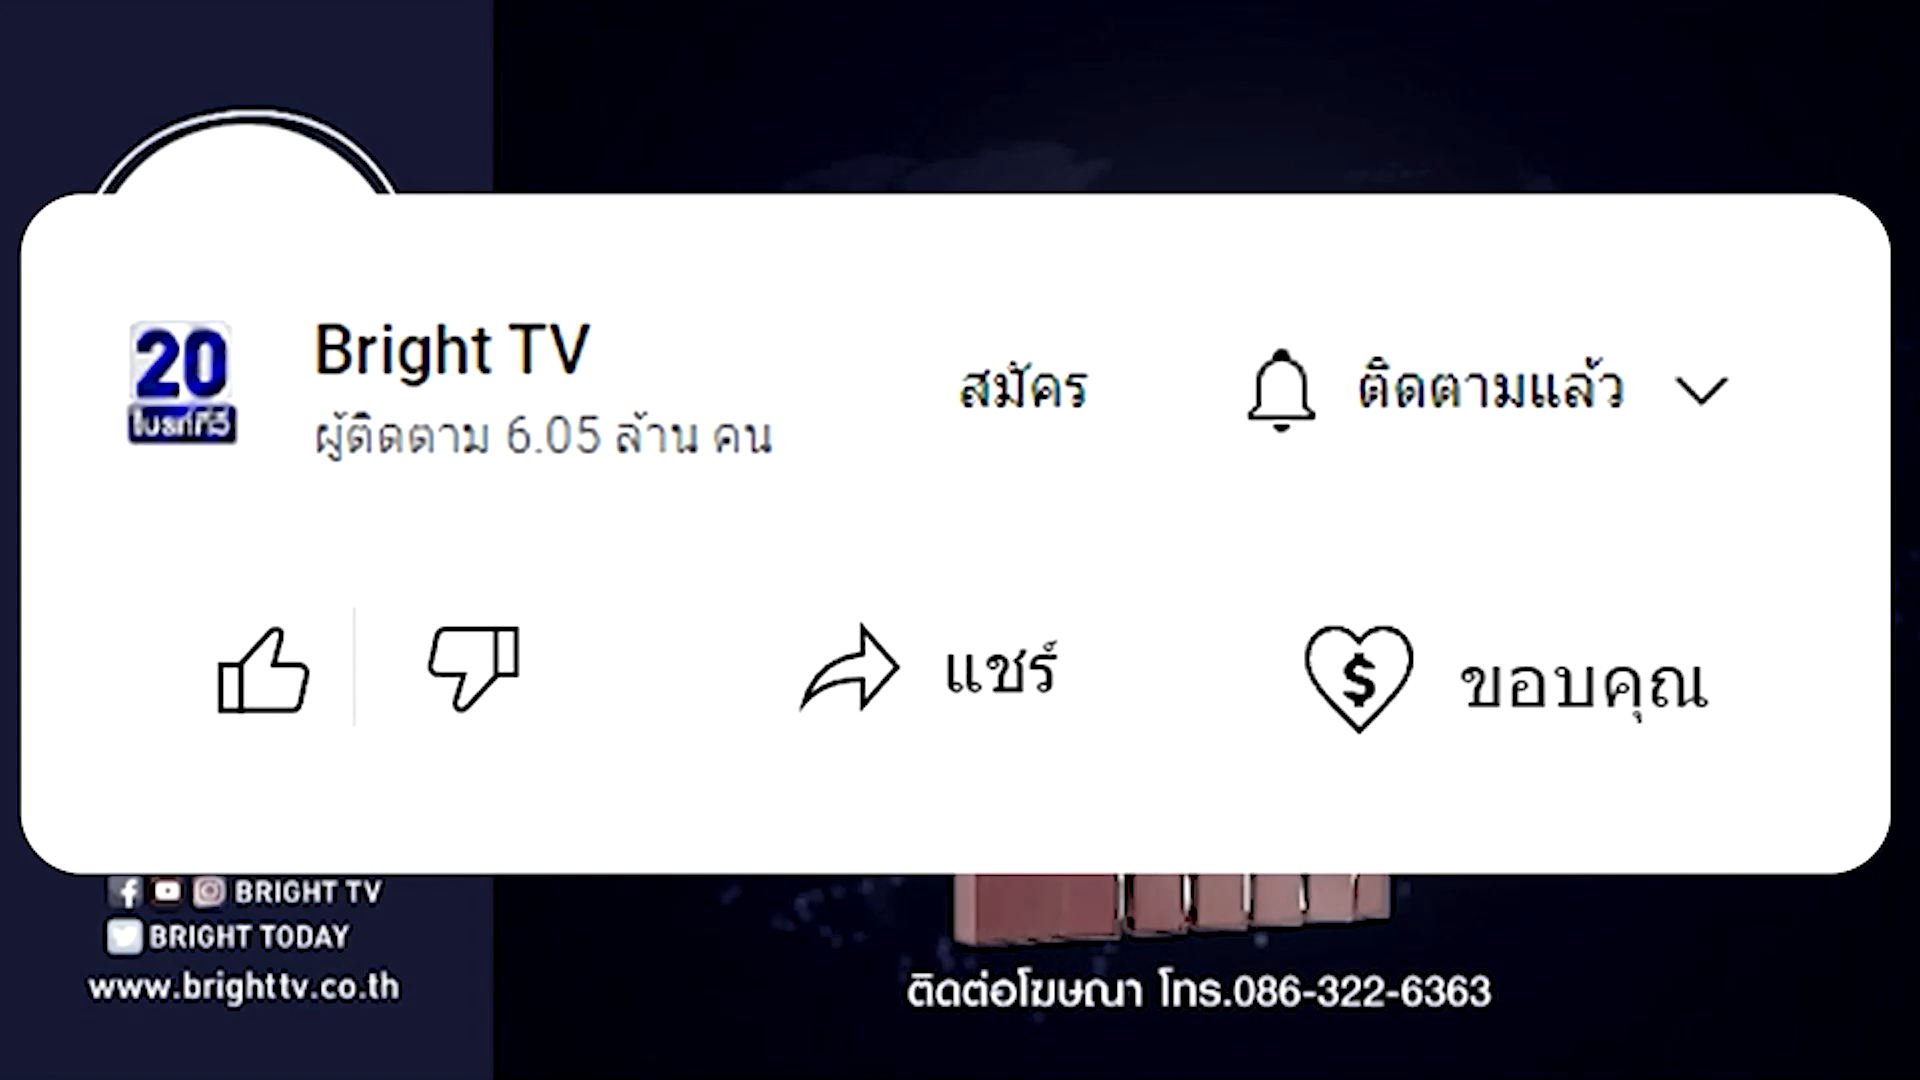 20
ไบรท์ทีวี
Bright TV
ผู้ติดตาม 6.05 ล้าน คน
สมัคร
ติดตามแล้ว
แชร์
ขอบคุณ
BRIGHT TV
BRIGHT TODAY
www.brighttv.co.th
ติดต่อโฆษณา โทร.086-322-6363